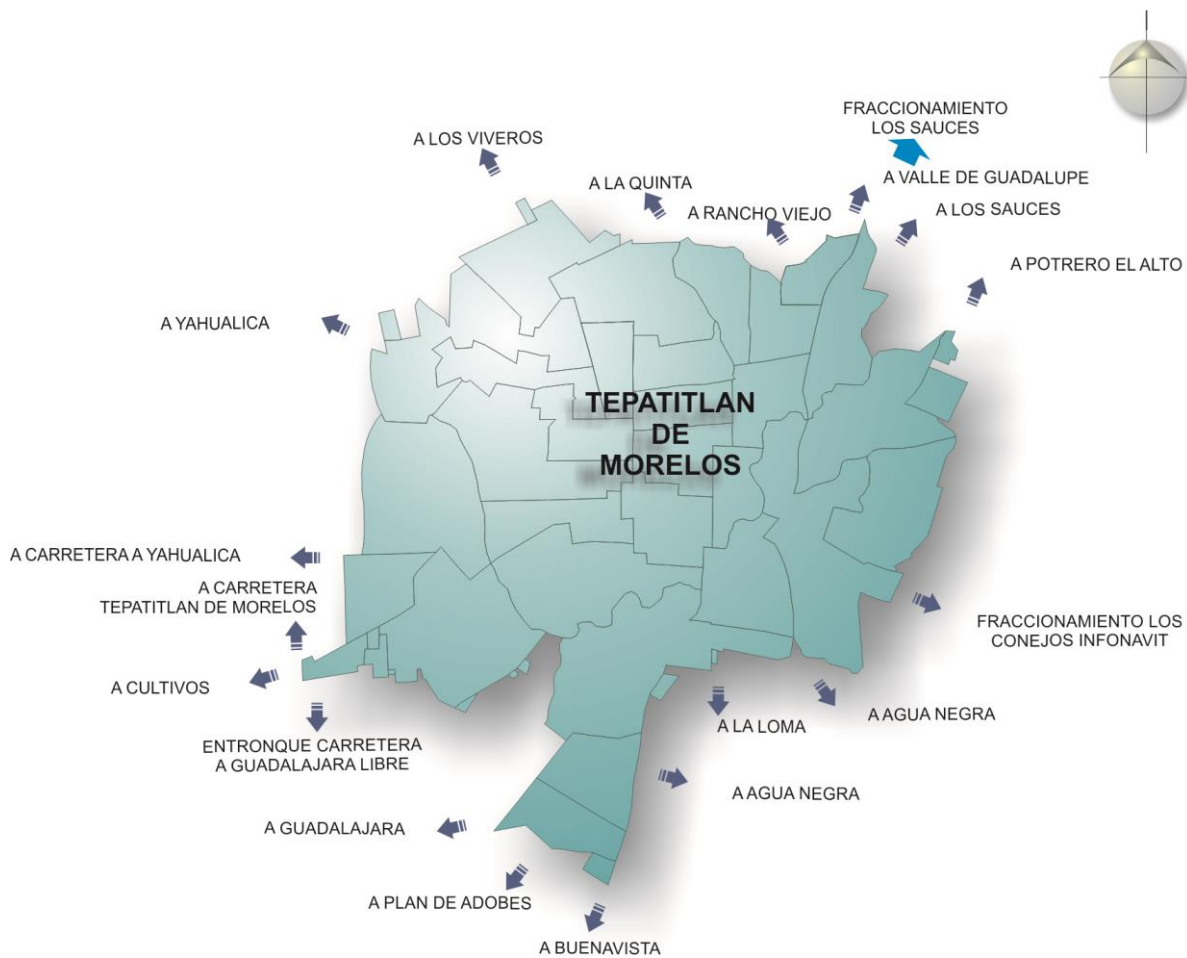 FRACCIONAMIENTO
LOS SAUCES
A LOS VIVEROS
A LA QUINTA
A VALLE DE GUADALUPE
A RANCHO VIEJO
A LOS SAUCES
A POTRERO EL ALTO
A YAHUALICA
TEPATITLAN
DE
MORELOS
A CARRETERA A YAHUALICA
A CARRETERA
TEPATITLAN DE MORELOS
FRACCIONAMIENTO LOS
CONEJOS INFONAVIT
A CULTIVOS
A AGUA NEGRA
A LA LOMA
ENTRONQUE CARRETERA
A GUADALAJARA LIBRE
A AGUA NEGRA
A GUADALAJARA
A PLAN DE ADOBES
A BUENAVISTA